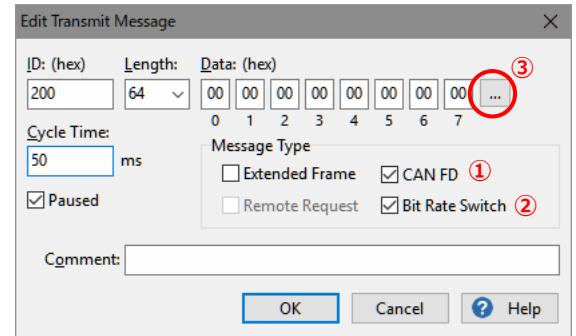 Edit Transmit Message
ID: (hex) Length: Data: (hex) ③
200 64 00 00 00 00 00 00 00 00 ...
0 1 2 3 4 5 6 7
Cycle Time:
50 ms
Message Type
Extended Frame CAN FD ①
Paused Remote Request Bit Rate Switch ②
Comment:
OK Cancel ? Help